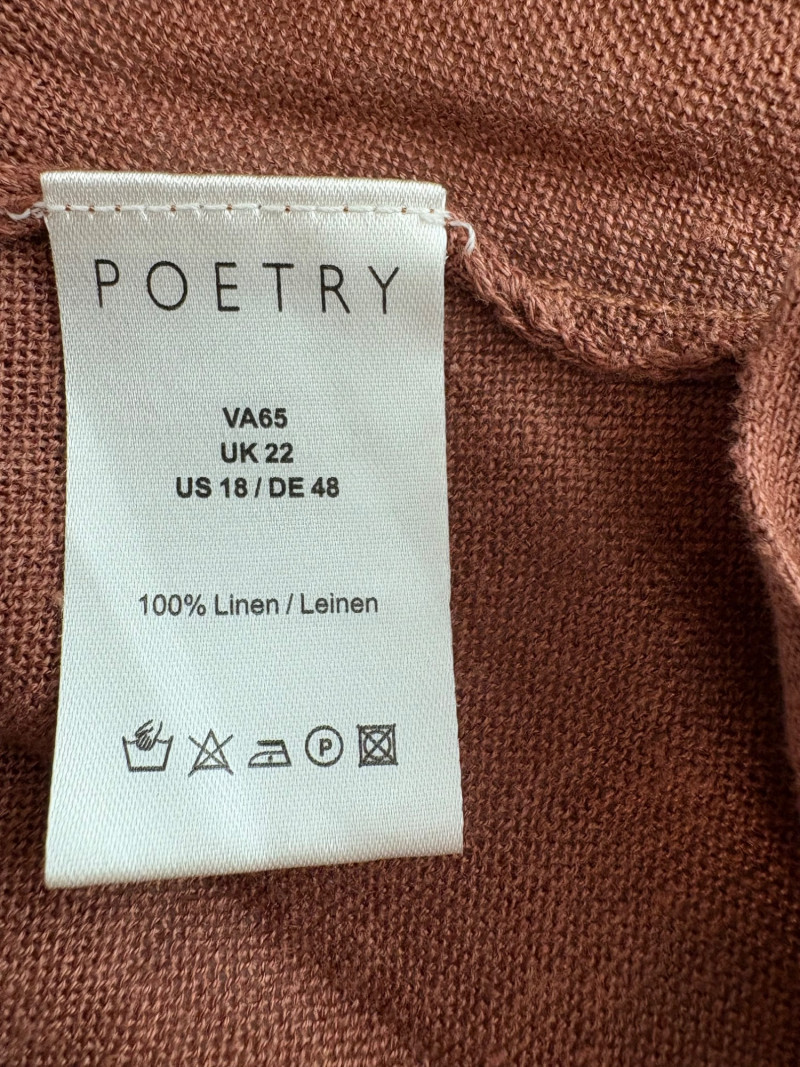 POETRY
VA65
UK 22
US 18 / DE 48
100% Linen / Leinen
P